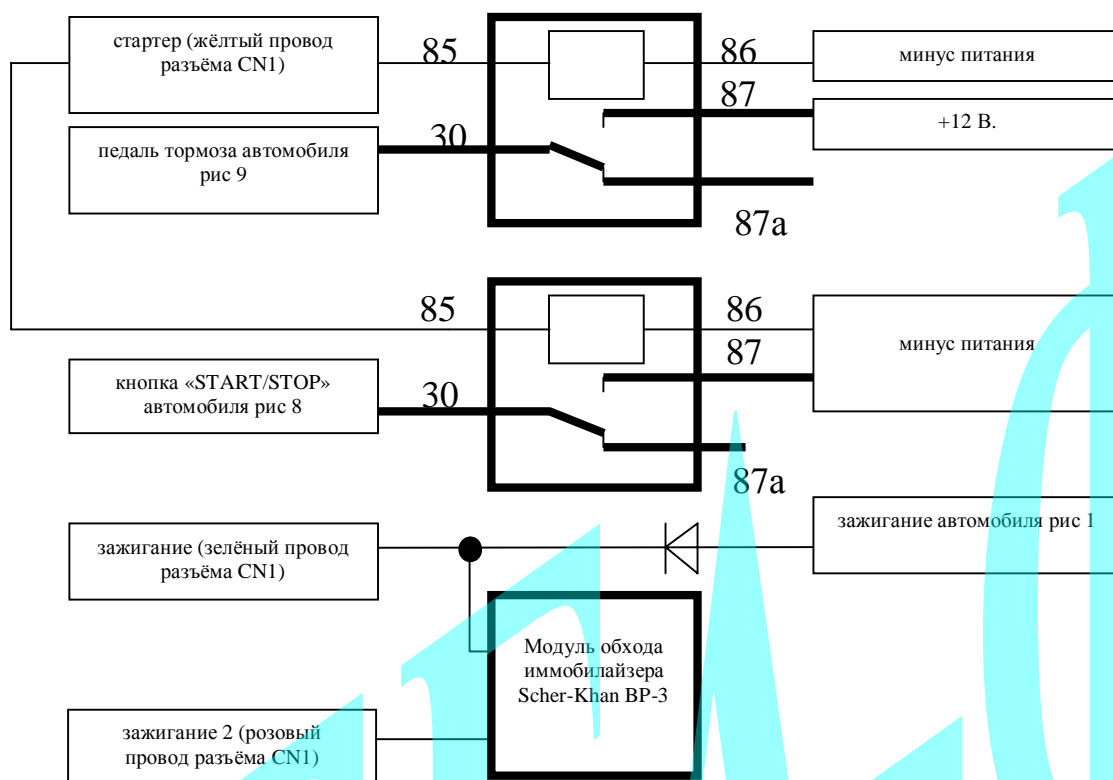 стартер (жёлтый провод
разъёма CN1)
85
86
минус питания
87
+12 В.
30
педаль тормоза автомобиля
рис 9
87а
85
86
минус питания
87
кнопка «START/STOP»
автомобиля рис 8
30
87а
зажигание автомобиля рис 1
зажигание (зелёный провод
разъёма CN1)
Модуль обхода
иммобилайзера
Scher-Khan BP-3
зажигание 2 (розовый
провод разъёма CN1)